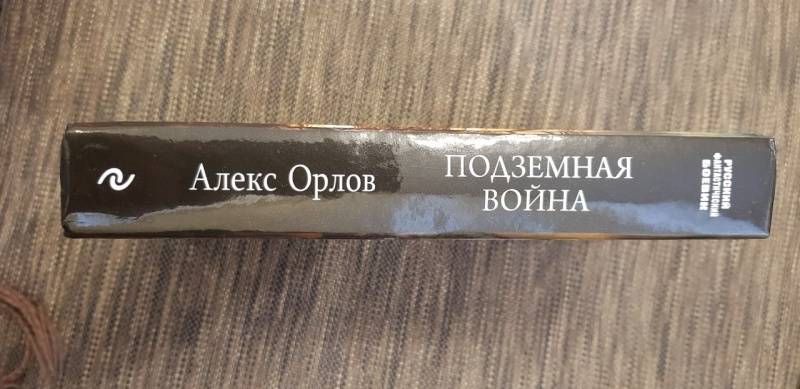 Алекс Орлов
ПОДЗЕМНАЯ
ВОЙНА
РУССКИЙ
ФАНТАСТИЧЕСКИЙ
БОЕВИК